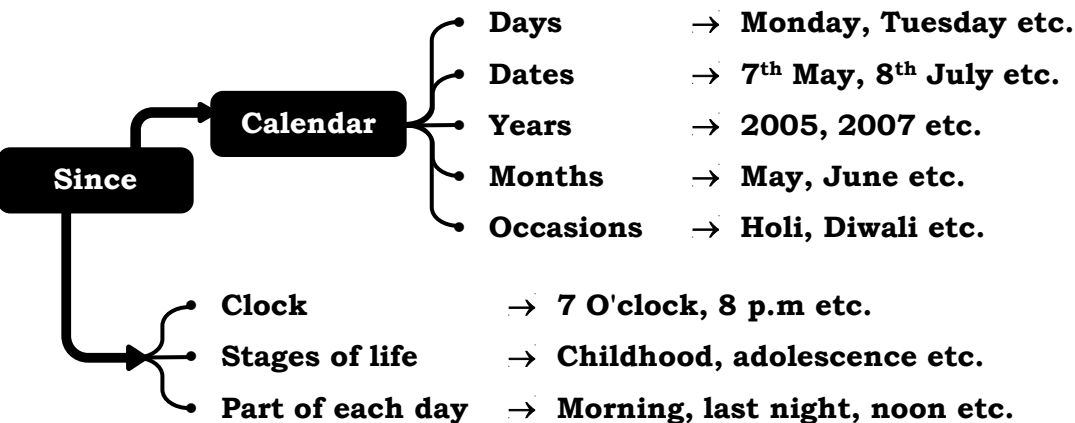 Days → Monday, Tuesday etc.
Dates → 7th May, 8th July etc.
Calendar
Years → 2005, 2007 etc.
Since
Months → May, June etc.
Occasions → Holi, Diwali etc.
Clock → 7 O'clock, 8 p.m etc.
Stages of life → Childhood, adolescence etc.
Part of each day → Morning, last night, noon etc.